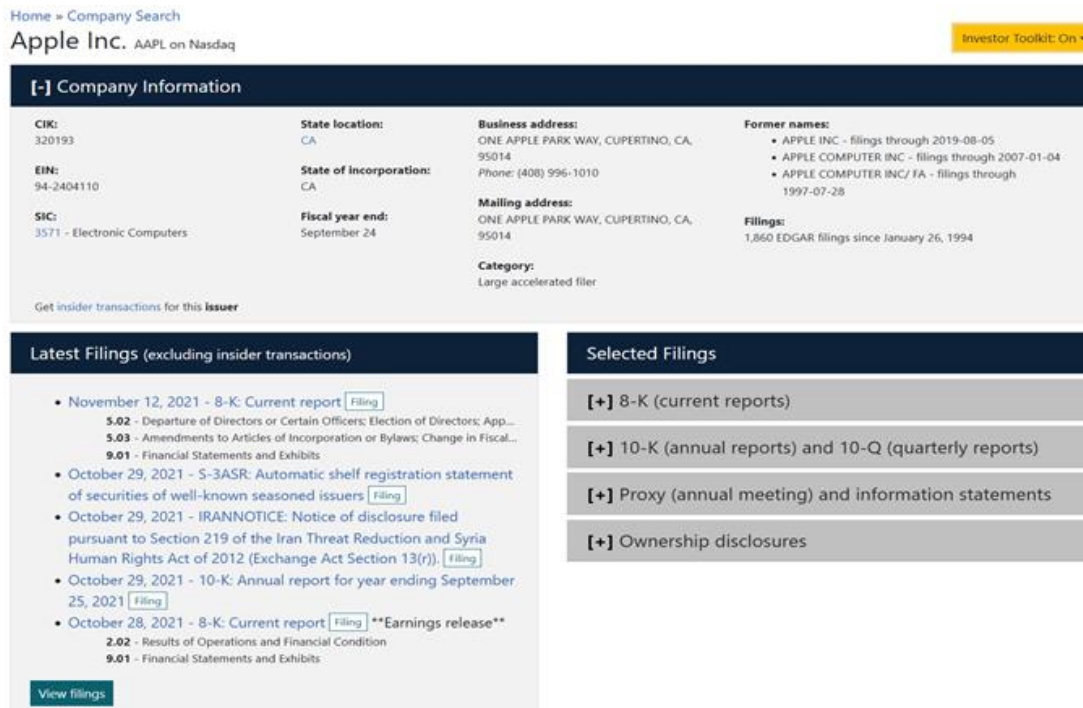 Home » Company Search
Apple Inc. AAPL on Nasdaq
Investor Toolkit: On
[-] Company Information
CIK:
320193
EIN:
94-2404110
SIC:
3571 - Electronic Computers
State location:
CA
State of incorporation:
CA
Fiscal year end:
September 24
Business address:
ONE APPLE PARK WAY, CUPERTINO, CA,
95014
Phone: (408) 996-1010
Mailing address:
ONE APPLE PARK WAY, CUPERTINO, CA,
95014
Category:
Large accelerated filer
Former names:
• APPLE INC - filings through 2019-08-05
• APPLE COMPUTER INC - filings through 2007-01-04
• APPLE COMPUTER INC/ FA - filings through
1997-07-28
Filings:
1,860 EDGAR filings since January 26, 1994
Get insider transactions for this issuer
Latest Filings (excluding insider transactions)
• November 12, 2021 - 8-K: Current report Filing
5.02 - Departure of Directors or Certain Officers; Election of Directors; App...
5.03 - Amendments to Articles of Incorporation or Bylaws; Change in Fiscal...
9.01 - Financial Statements and Exhibits
• October 29, 2021 - S-3ASR: Automatic shelf registration statement
of securities of well-known seasoned issuers Filing
• October 29, 2021 - IRANNOTICE: Notice of disclosure filed
pursuant to Section 219 of the Iran Threat Reduction and Syria
Human Rights Act of 2012 (Exchange Act Section 13(r)). Filing
• October 29, 2021 - 10-K: Annual report for year ending September
25, 2021 Filing
• October 28, 2021 - 8-K: Current report Filing **Earnings release**
2.02 - Results of Operations and Financial Condition
9.01 - Financial Statements and Exhibits
View filings
Selected Filings
[+] 8-K (current reports)
[+] 10-K (annual reports) and 10-Q (quarterly reports)
[+] Proxy (annual meeting) and information statements
[+] Ownership disclosures